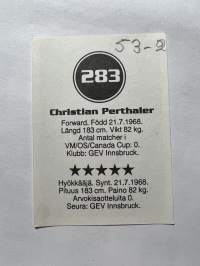 53-2
283
Christian Perthaler
Forward. Född 21.7.1968.
Längd 183 cm. Vikt 82 kg.
Antal matcher i
VM/OS/Canada Cup: 0.
Klubb: GEV Innsbruck.
Hyökkääjä. Synt. 21.7.1968.
Pituus 183 cm. Paino 82 kg.
Arvokisaotteluita 0.
Seura: GEV Innsbruck.